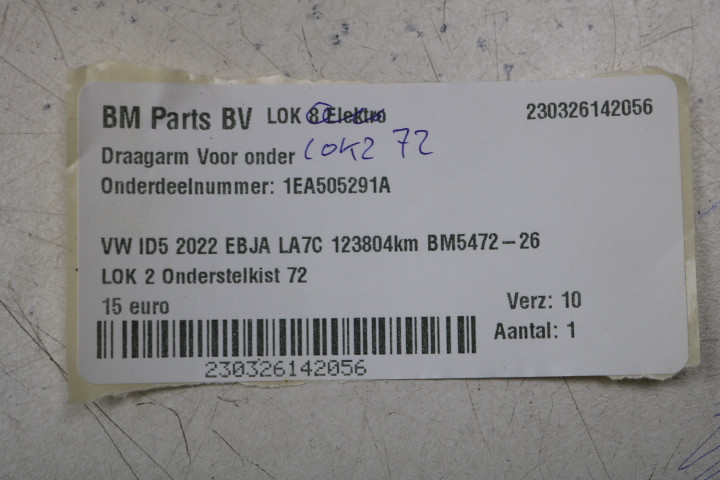 BM Parts BV LOK 8 Elektro 230326142056
Draagarm Voor onder LOK2 72
Onderdeelnummer: 1EA505291A
VW ID5 2022 EBJA LA7C 123804km BM5472-26
LOK 2 Onderstelkist 72
15 euro Verz: 10
Aantal: 1
230326142056